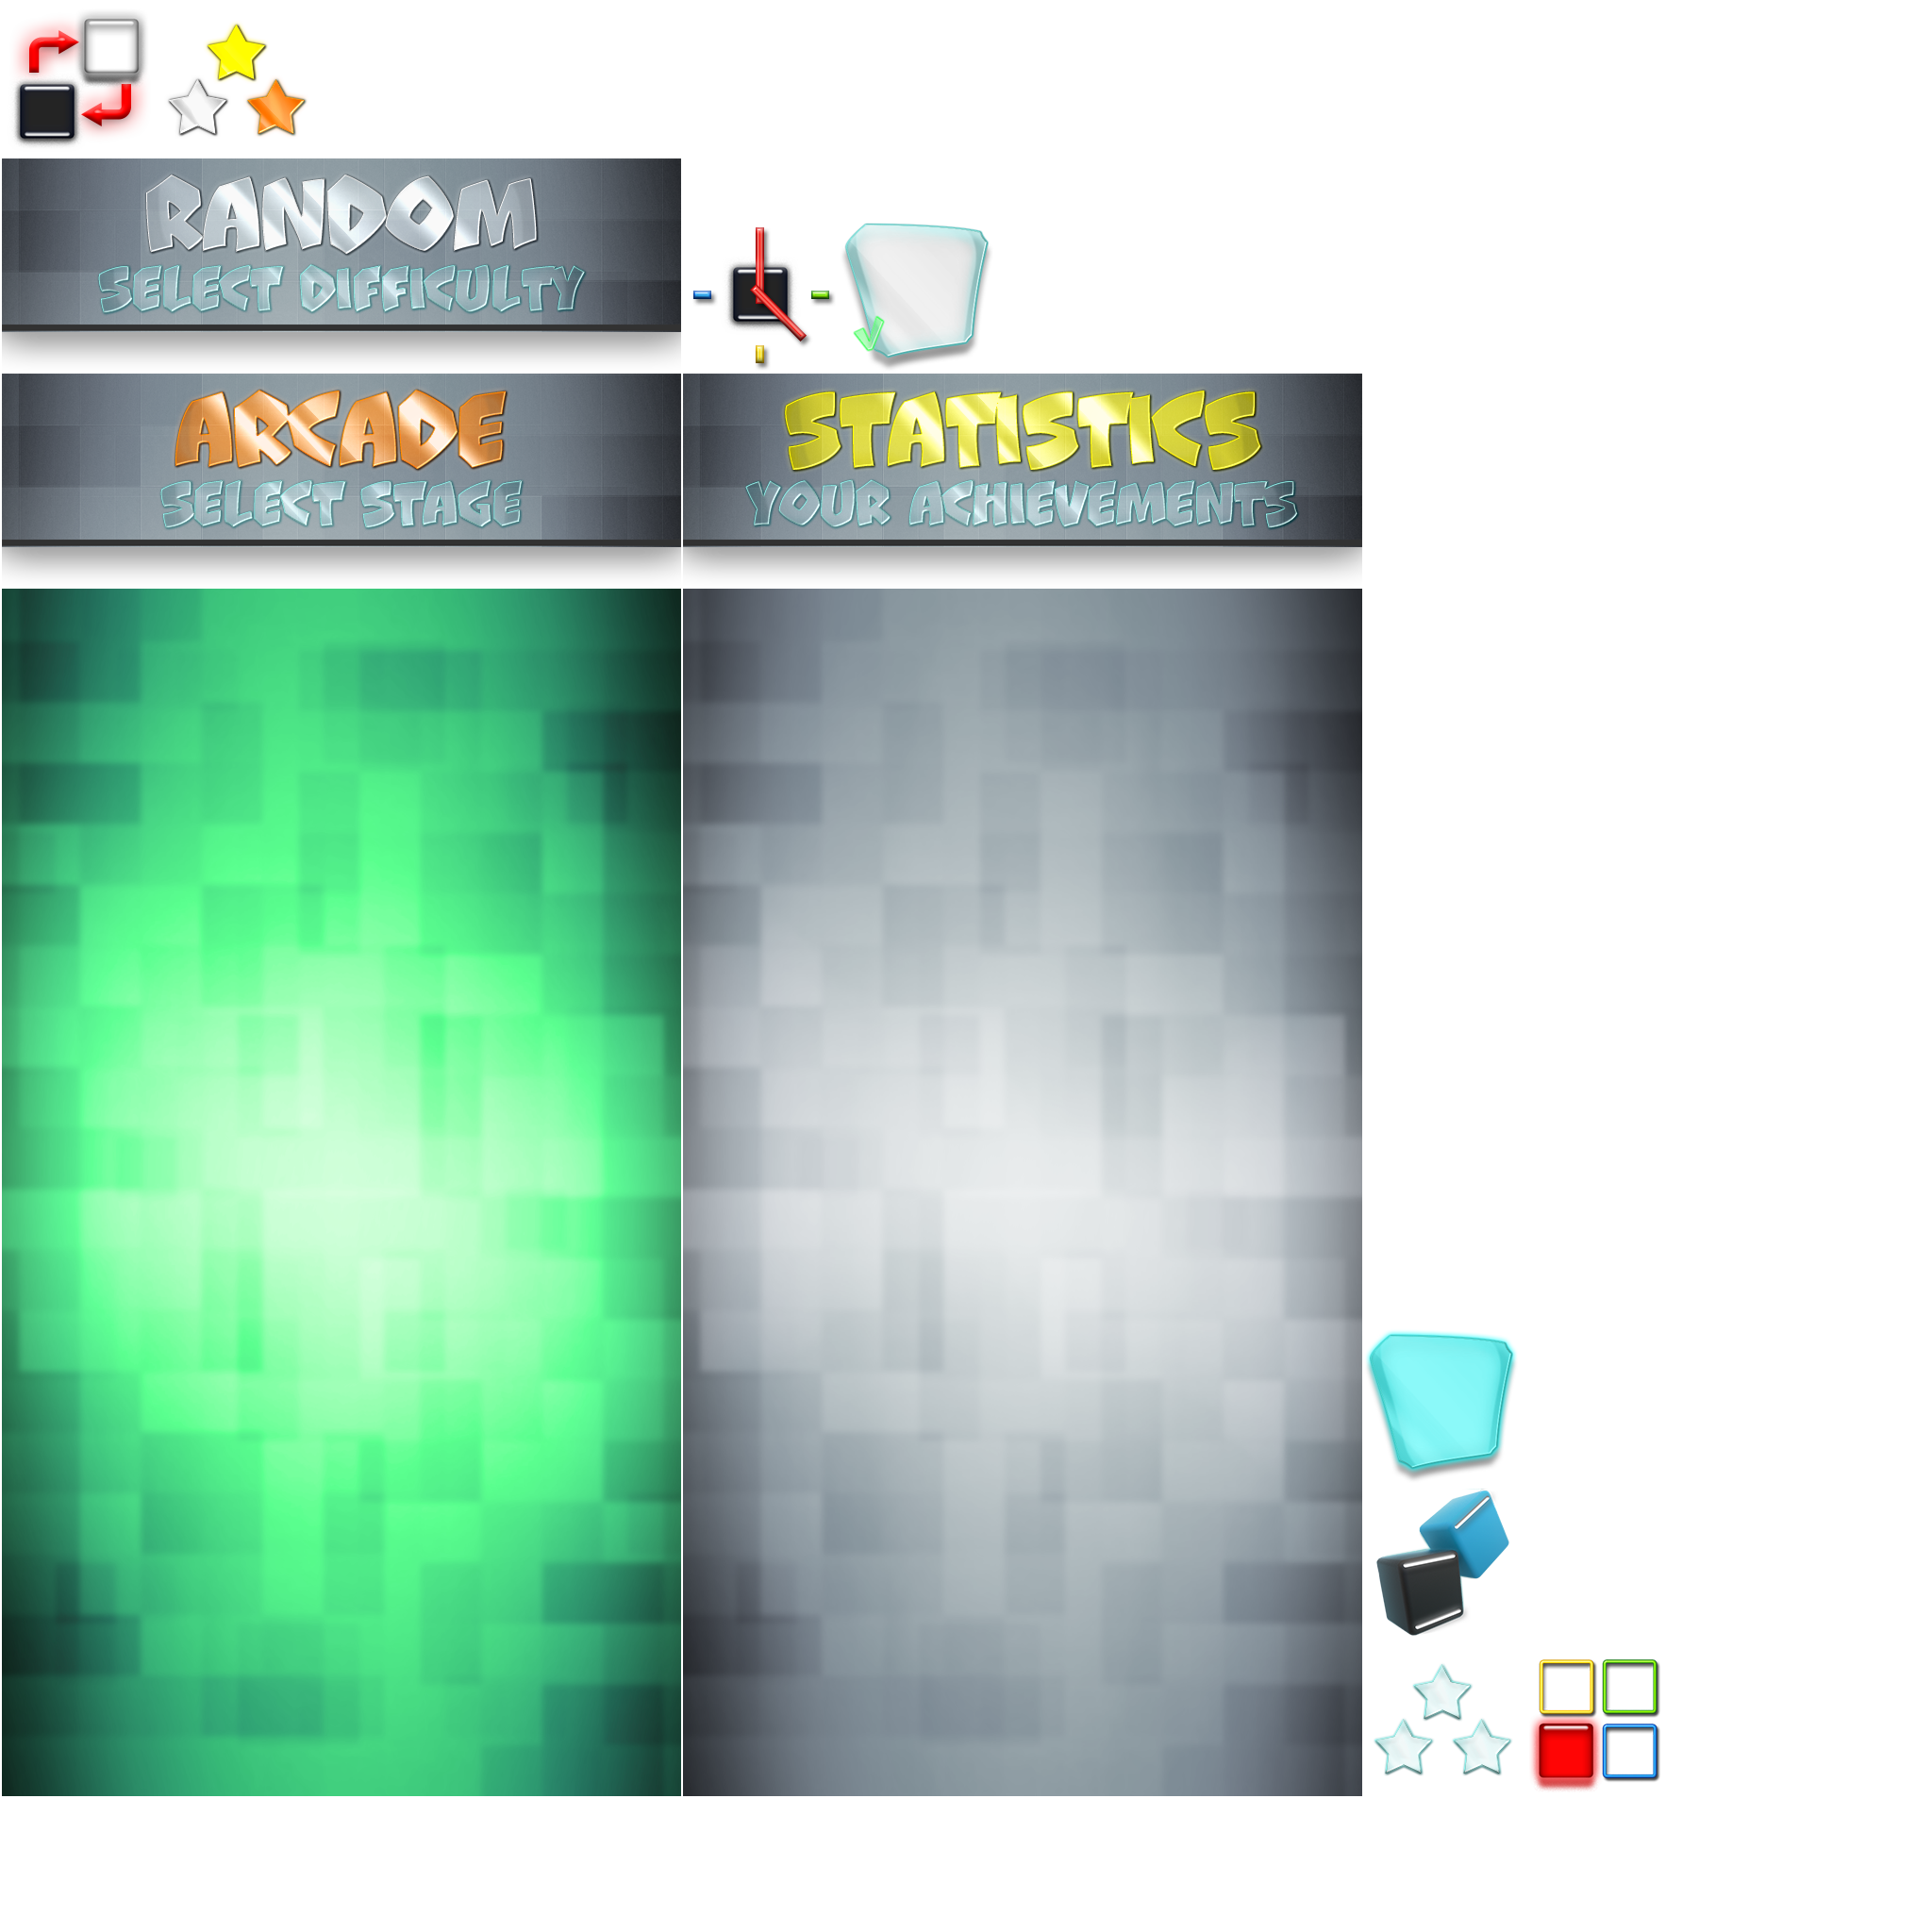 RANDOM
SELECT DIFFICULTY
ARCADE
SELECT STAGE
STATISTICS
YOUR ACHIEVEMENTS